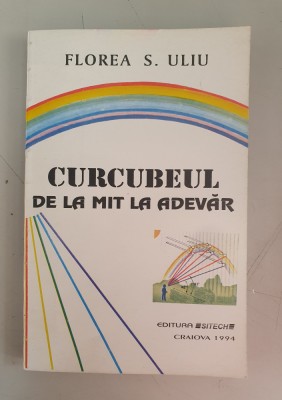 FLOREA S. ULIU
CURCUBEUL
DE LA MIT LA ADEVĂR
EDITURA SITECH
CRAIOVA 1994